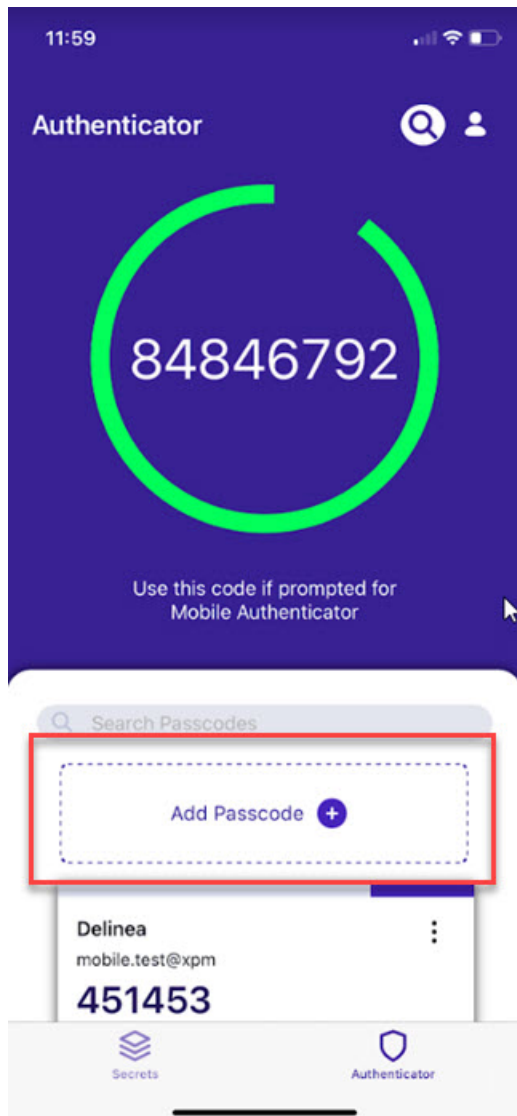 11:59
Authenticator
84846792
Use this code if prompted for
Mobile Authenticator
Search Passcodes
Add Passcode
Delinea
mobile.test@xpm
451453
Secrets
Authenticator